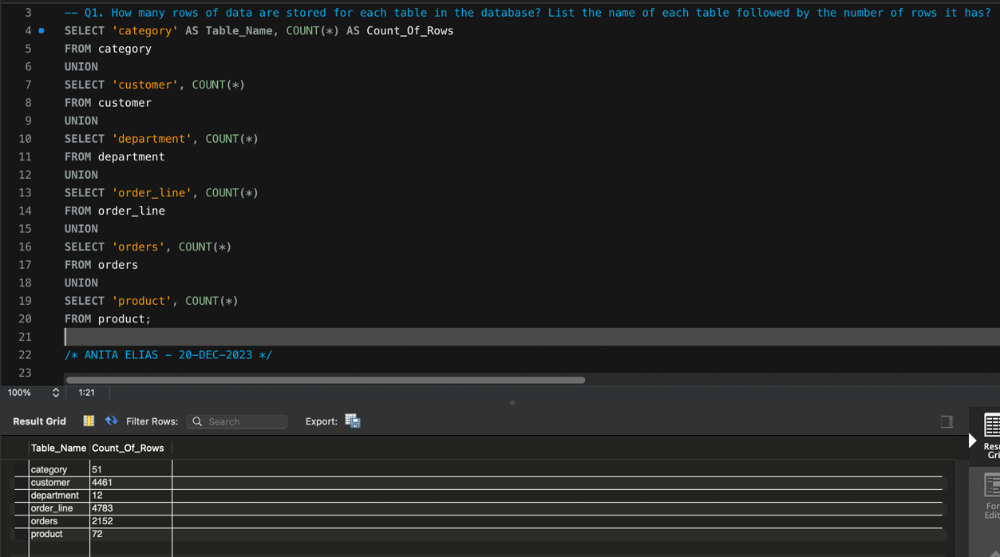 3 -- Q1. How many rows of data are stored for each table in the database? List the name of each table followed by the number of rows it has?
4 SELECT 'category' AS Table_Name, COUNT(*) AS Count_Of_Rows
5 FROM category
6 UNION
7 SELECT 'customer', COUNT(*)
8 FROM customer
9 UNION
10 SELECT 'department', COUNT(*)
11 FROM department
12 UNION
13 SELECT 'order_line', COUNT(*)
14 FROM order_line
15 UNION
16 SELECT 'orders', COUNT(*)
17 FROM orders
18 UNION
19 SELECT 'product', COUNT(*)
20 FROM product;
21
22 /* ANITA ELIAS - 20-DEC-2023 */
23
100% 1:21
Result Grid Filter Rows: Search Export:
Table_Name Count_Of_Rows
category 51
customer 4461
department 12
order_line 4783
orders 2152
product 72